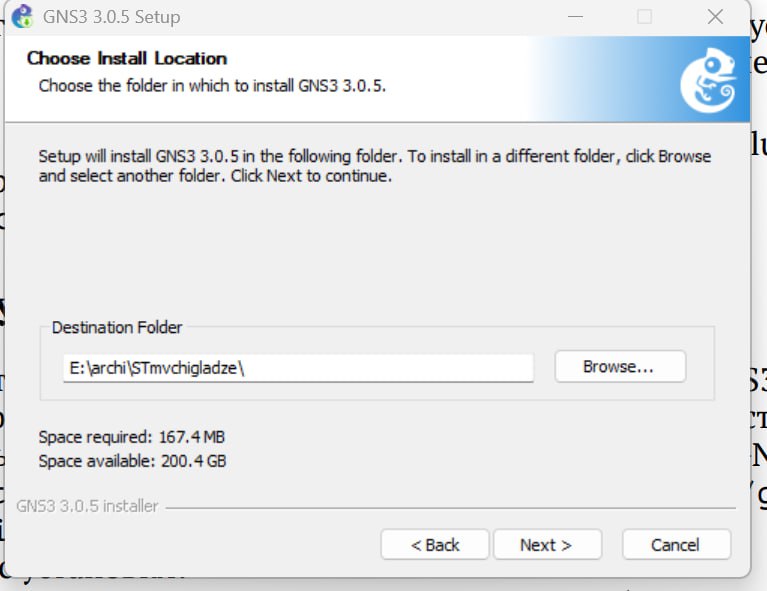 GNS3 3.0.5 Setup
Choose Install Location
Choose the folder in which to install GNS3 3.0.5.
Setup will install GNS3 3.0.5 in the following folder. To install in a different folder, click Browse
and select another folder. Click Next to continue.
Destination Folder
E:\archi\STmvchigladze\
Browse...
Space required: 167.4 MB
Space available: 200.4 GB
GNS3 3.0.5 installer
< Back
Next >
Cancel